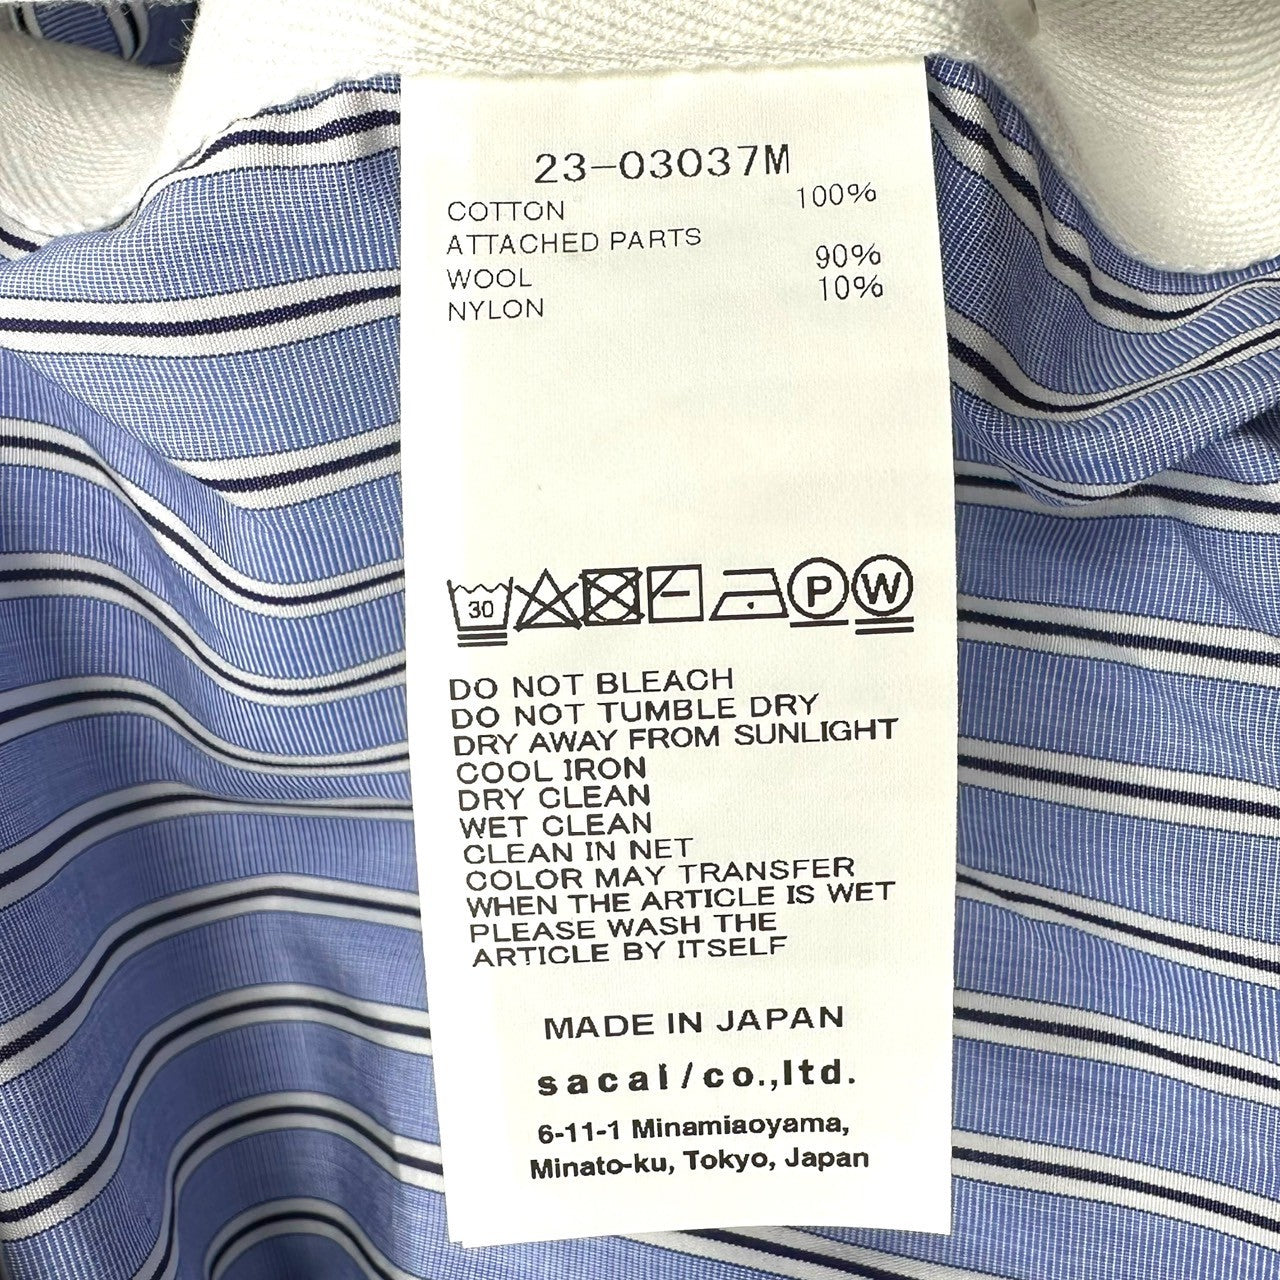 23-03037M
COTTON 100%
ATTACHED PARTS
WOOL 90%
NYLON 10%
30 P W
DO NOT BLEACH
DO NOT TUMBLE DRY
DRY AWAY FROM SUNLIGHT
COOL IRON
DRY CLEAN
WET CLEAN
CLEAN IN NET
COLOR MAY TRANSFER
WHEN THE ARTICLE IS WET
PLEASE WASH THE
ARTICLE BY ITSELF
MADE IN JAPAN
sacai/co.,ltd.
6-11-1 Minamiaoyama,
Minato-ku, Tokyo, Japan